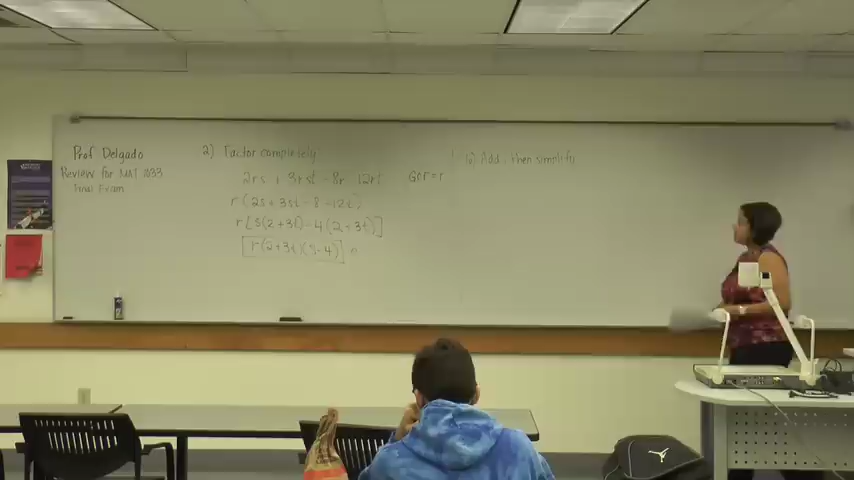 Prof Delgado
Review for MAT 1033
Final Exam
2) Factor completely
2rs + 3rst - 8r - 12rt GCF = r
r(2s + 3st - 8 - 12t)
r[s(2+3t) - 4(2+3t)]
r(2+3t)(s-4)
Add, then simplify